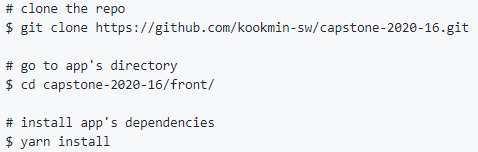 # clone the repo
$ git clone https://github.com/kookmin-sw/capstone-2020-16.git
# go to app's directory
$ cd capstone-2020-16/front/
# install app's dependencies
$ yarn install